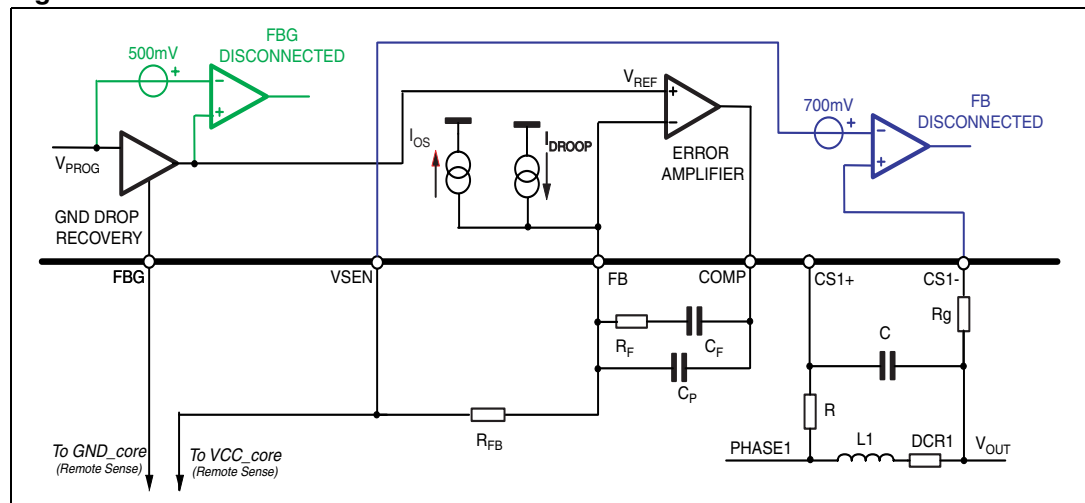 500mV
+
FBG
DISCONNECTED
−
+
VPROG
GND DROP
RECOVERY
IOS
IDROOP
VREF
+
−
ERROR
AMPLIFIER
700mV
+
−
+
FB
DISCONNECTED
FBG
VSEN
FB
COMP
CS1+
CS1-
RF
CF
CP
RFB
Rg
C
R
L1
DCR1
PHASE1
VOUT
To GND_core
(Remote Sense)
To VCC_core
(Remote Sense)